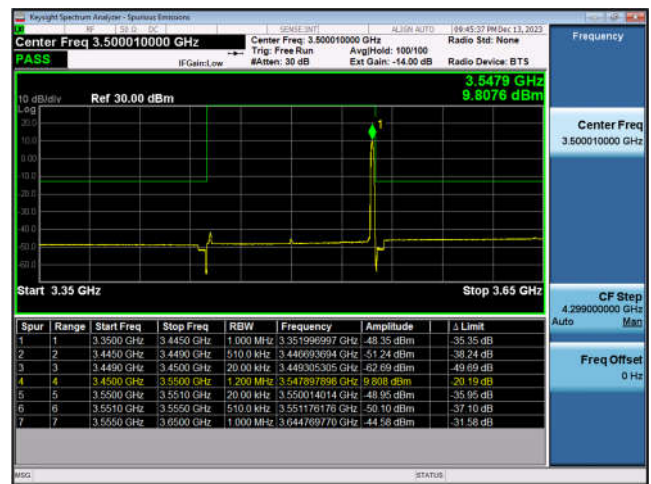 Keysight Spectrum Analyzer - Spurious Emissions
RF 50 Ω DC SENSE:INT ALIGN AUTO 09:45:37 PM Dec 13, 2023
Center Freq 3.500010000 GHz Center Freq: 3.500010000 GHz Radio Std: None Frequency
Trig: Free Run Avg|Hold: 100/100
PASS IFGain:Low #Atten: 30 dB Ext Gain: -14.00 dB Radio Device: BTS
3.5479 GHz
9.8076 dBm
10 dB/div Ref 30.00 dBm
Log
20.0
10.0
0.00
-10.0
-20.0
-30.0
-40.0
-50.0
-60.0
1
Start 3.35 GHz Stop 3.65 GHz
Center Freq
3.500010000 GHz
CF Step
4.299000000 GHz
Auto Man
Freq Offset
0 Hz
Spur Range Start Freq Stop Freq RBW Frequency Amplitude Δ Limit
1 1 3.3500 GHz 3.4450 GHz 1.000 MHz 3.351996997 GHz -48.35 dBm -35.35 dB
2 2 3.4450 GHz 3.4490 GHz 510.0 kHz 3.446693694 GHz -51.24 dBm -38.24 dB
3 3 3.4490 GHz 3.4500 GHz 20.00 kHz 3.449305305 GHz -62.69 dBm -49.69 dB
4 4 3.4500 GHz 3.5500 GHz 1.200 MHz 3.547897898 GHz 9.808 dBm -20.19 dB
5 5 3.5500 GHz 3.5510 GHz 20.00 kHz 3.550014014 GHz -48.95 dBm -35.95 dB
6 6 3.5510 GHz 3.5550 GHz 510.0 kHz 3.551176176 GHz -50.10 dBm -37.10 dB
7 7 3.5550 GHz 3.6500 GHz 1.000 MHz 3.644769770 GHz -44.58 dBm -31.58 dB
MSG STATUS